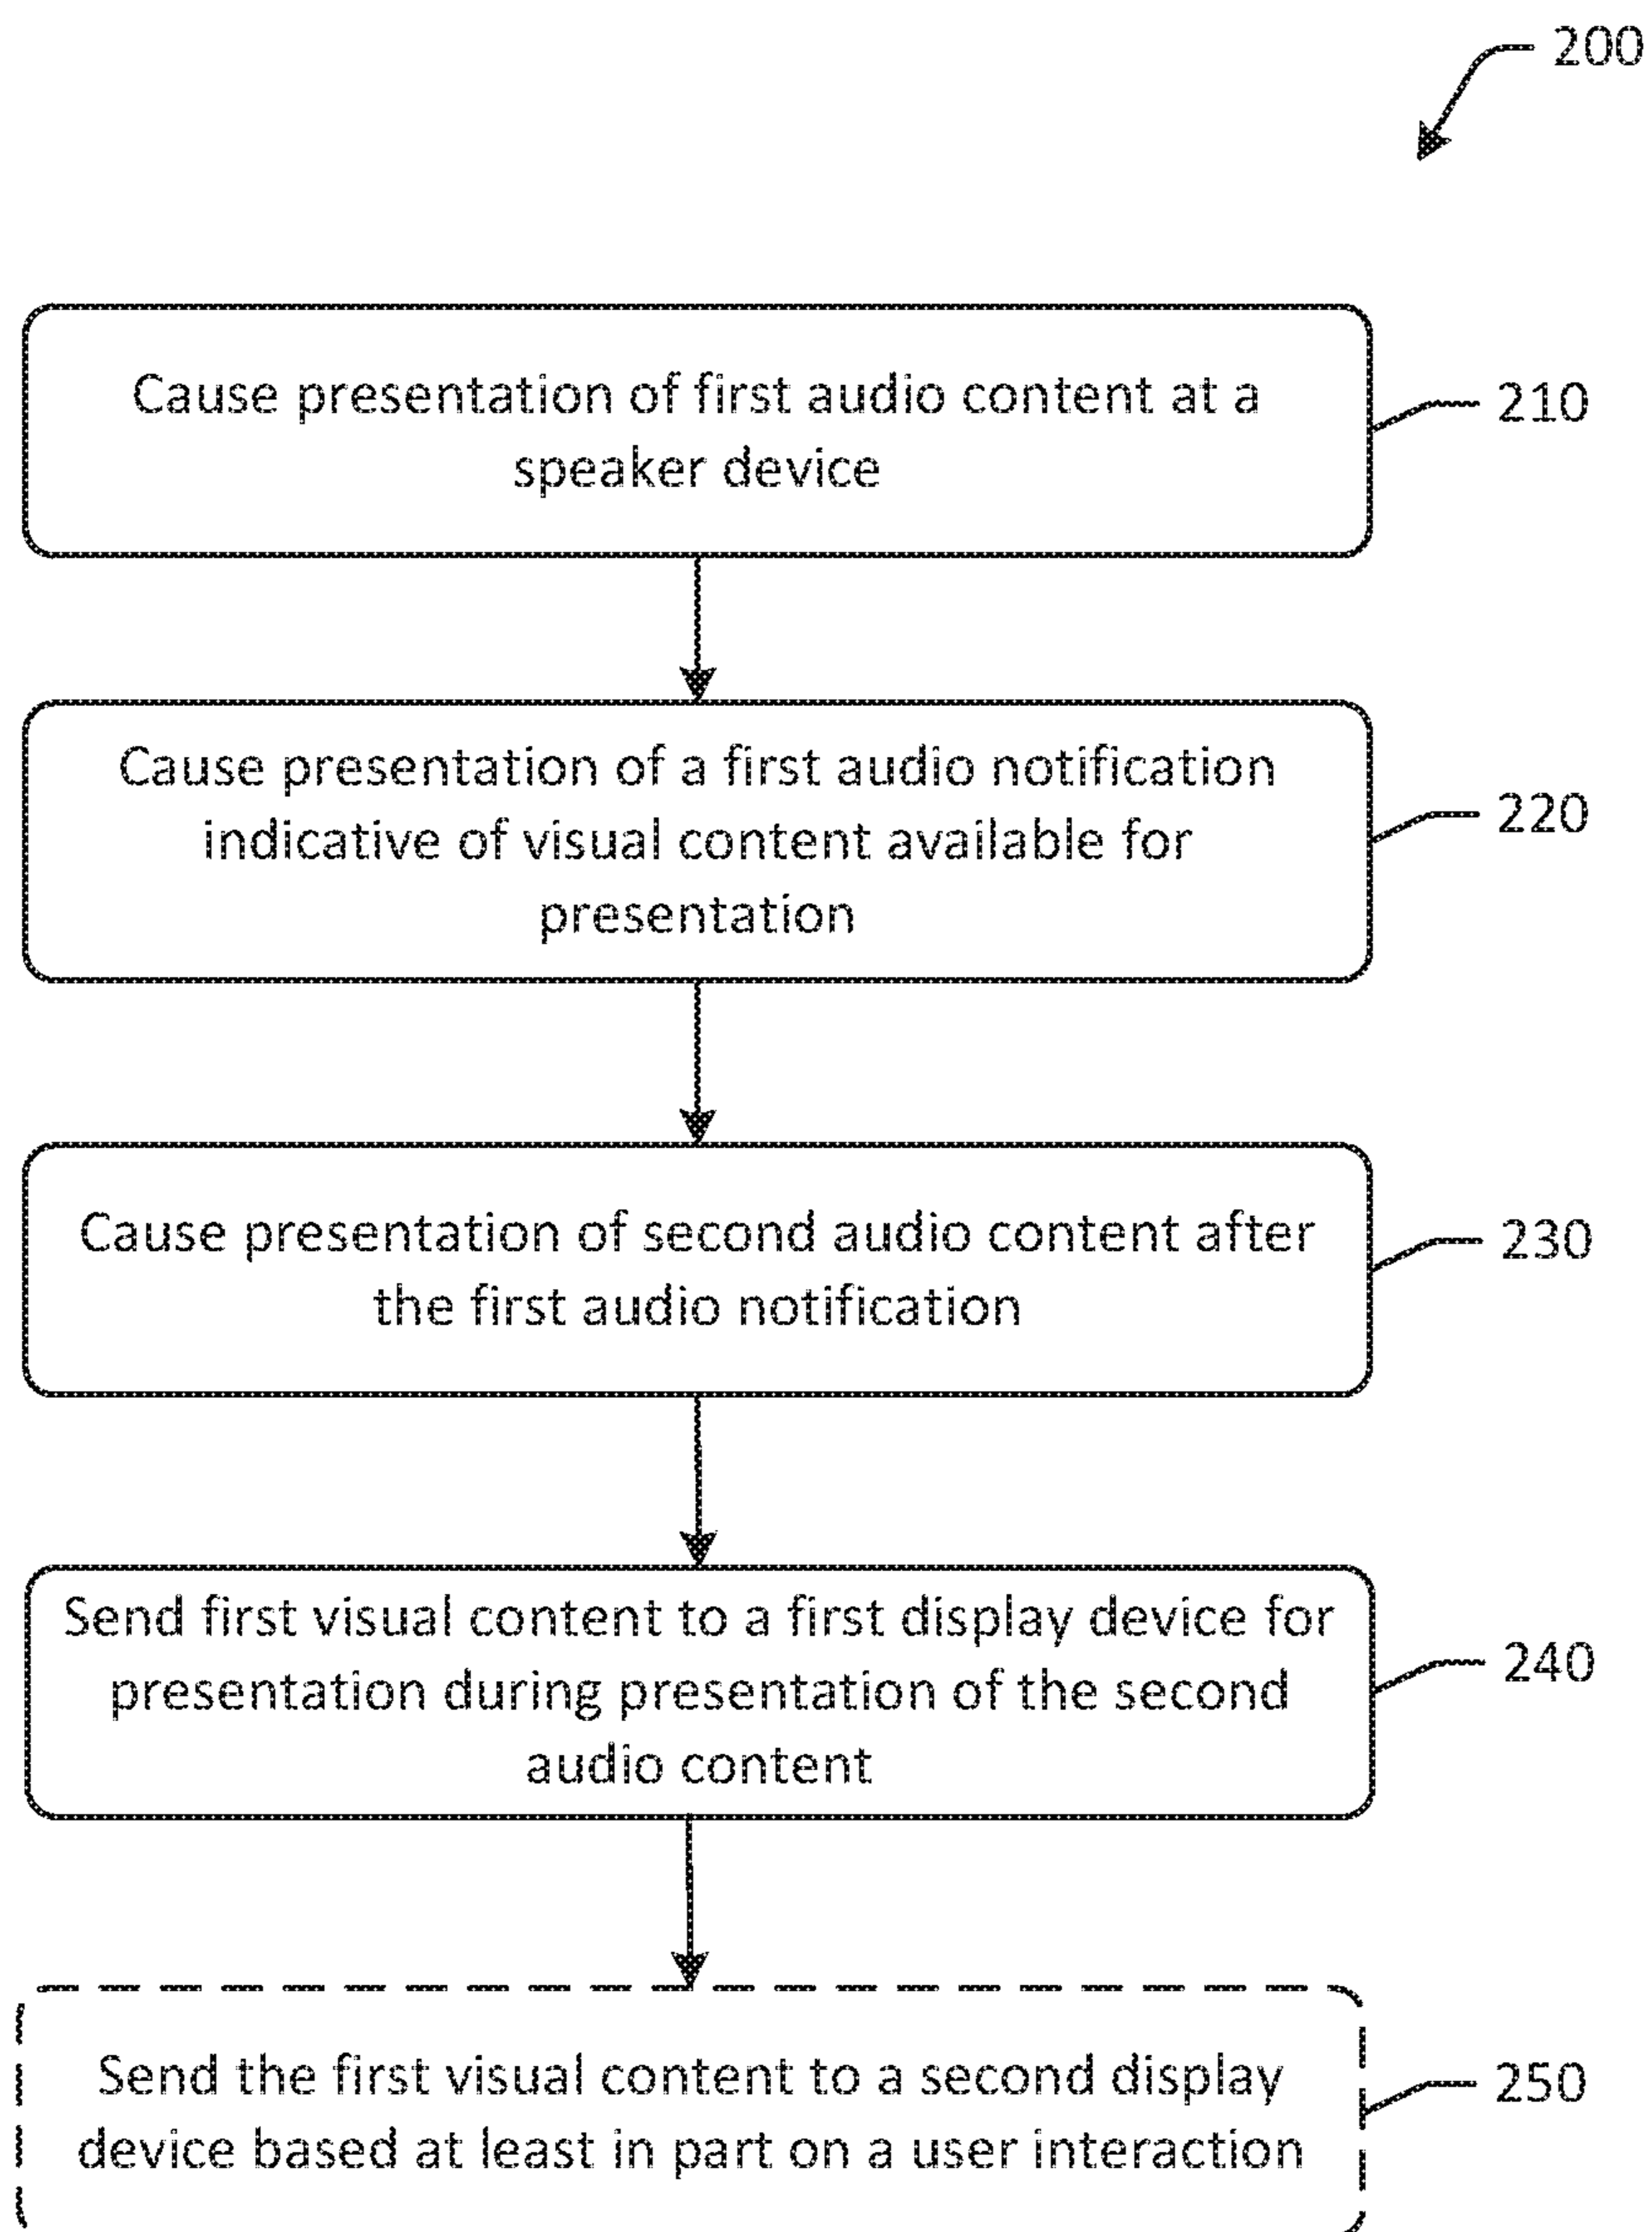 200
Cause presentation of first audio content at a
speaker device
210
Cause presentation of a first audio notification
indicative of visual content available for
presentation
220
Cause presentation of second audio content after
the first audio notification
230
Send first visual content to a first display device for
presentation during presentation of the second
audio content
240
Send the first visual content to a second display
device based at least in part on a user interaction
250